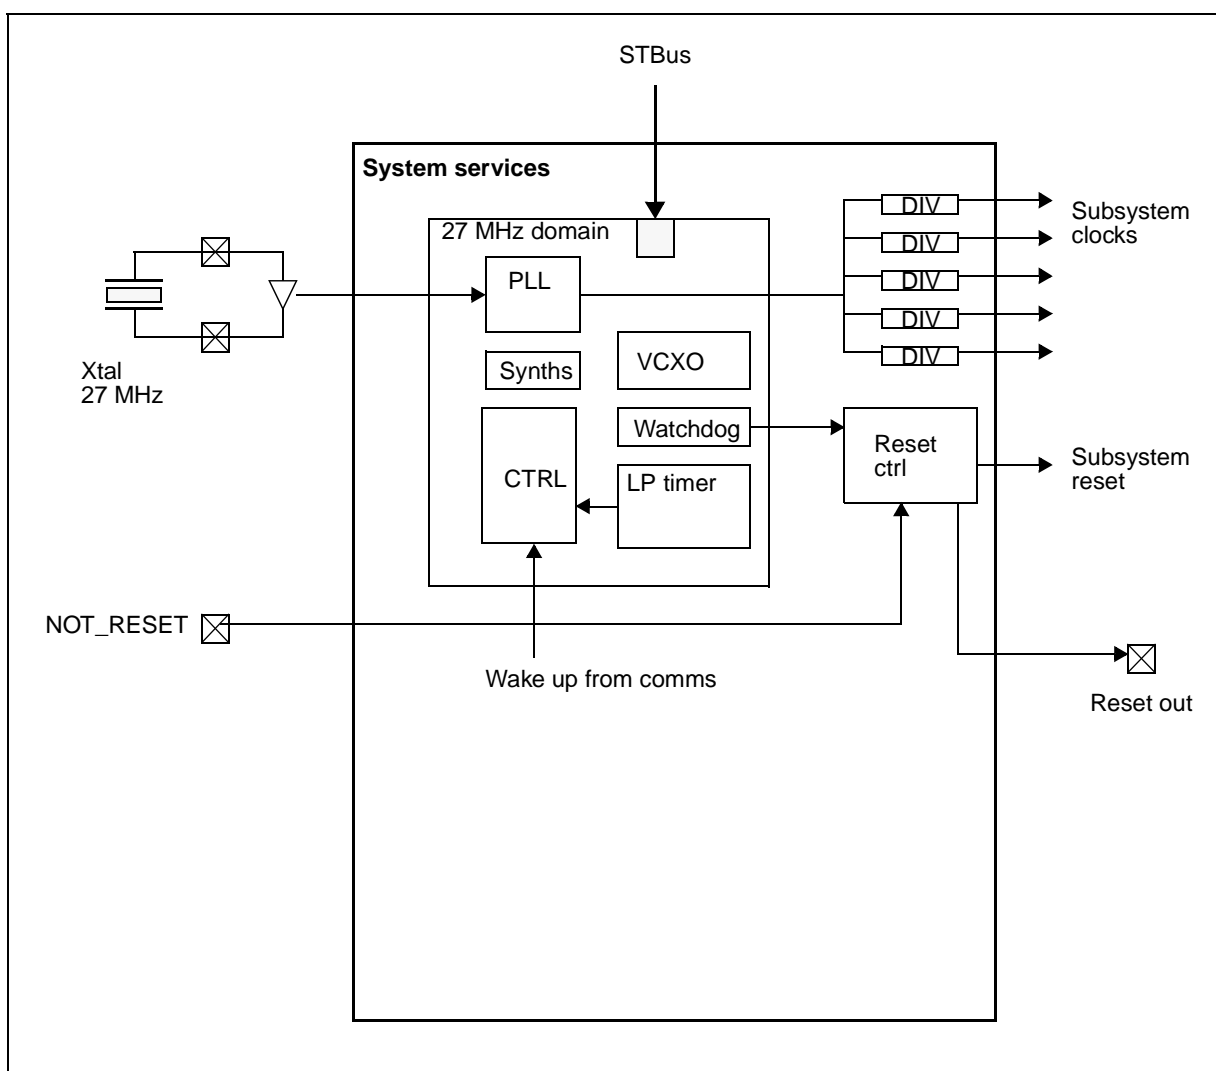 STBus
System services
27 MHz domain
DIV
Subsystem
clocks
DIV
PLL
DIV
DIV
DIV
Synths
VCXO
Xtal
27 MHz
Watchdog
Reset
ctrl
CTRL
LP timer
Subsystem
reset
NOT_RESET
Wake up from comms
Reset out